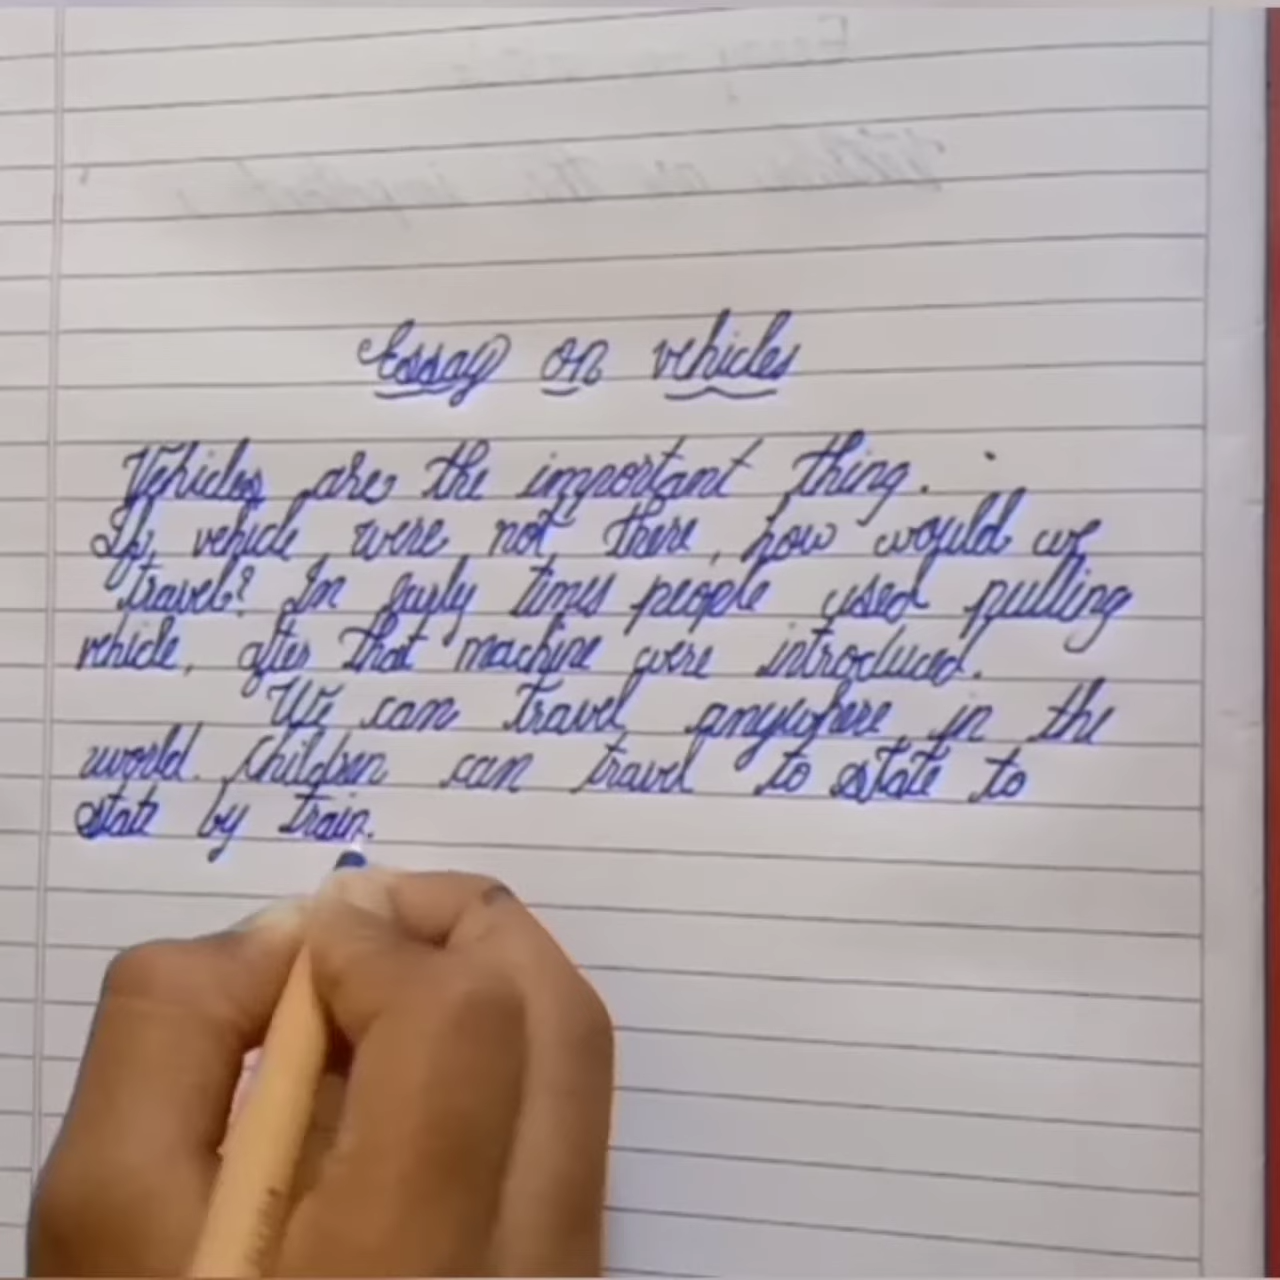 Essay on vehicles
Vehicles are the important thing.
If, vehicle were not there, how would we
travel? In early times people used pulling
vehicle, after that machine were introduced.
We can travel anywhere in the
world. Children can travel to state to
state by train.